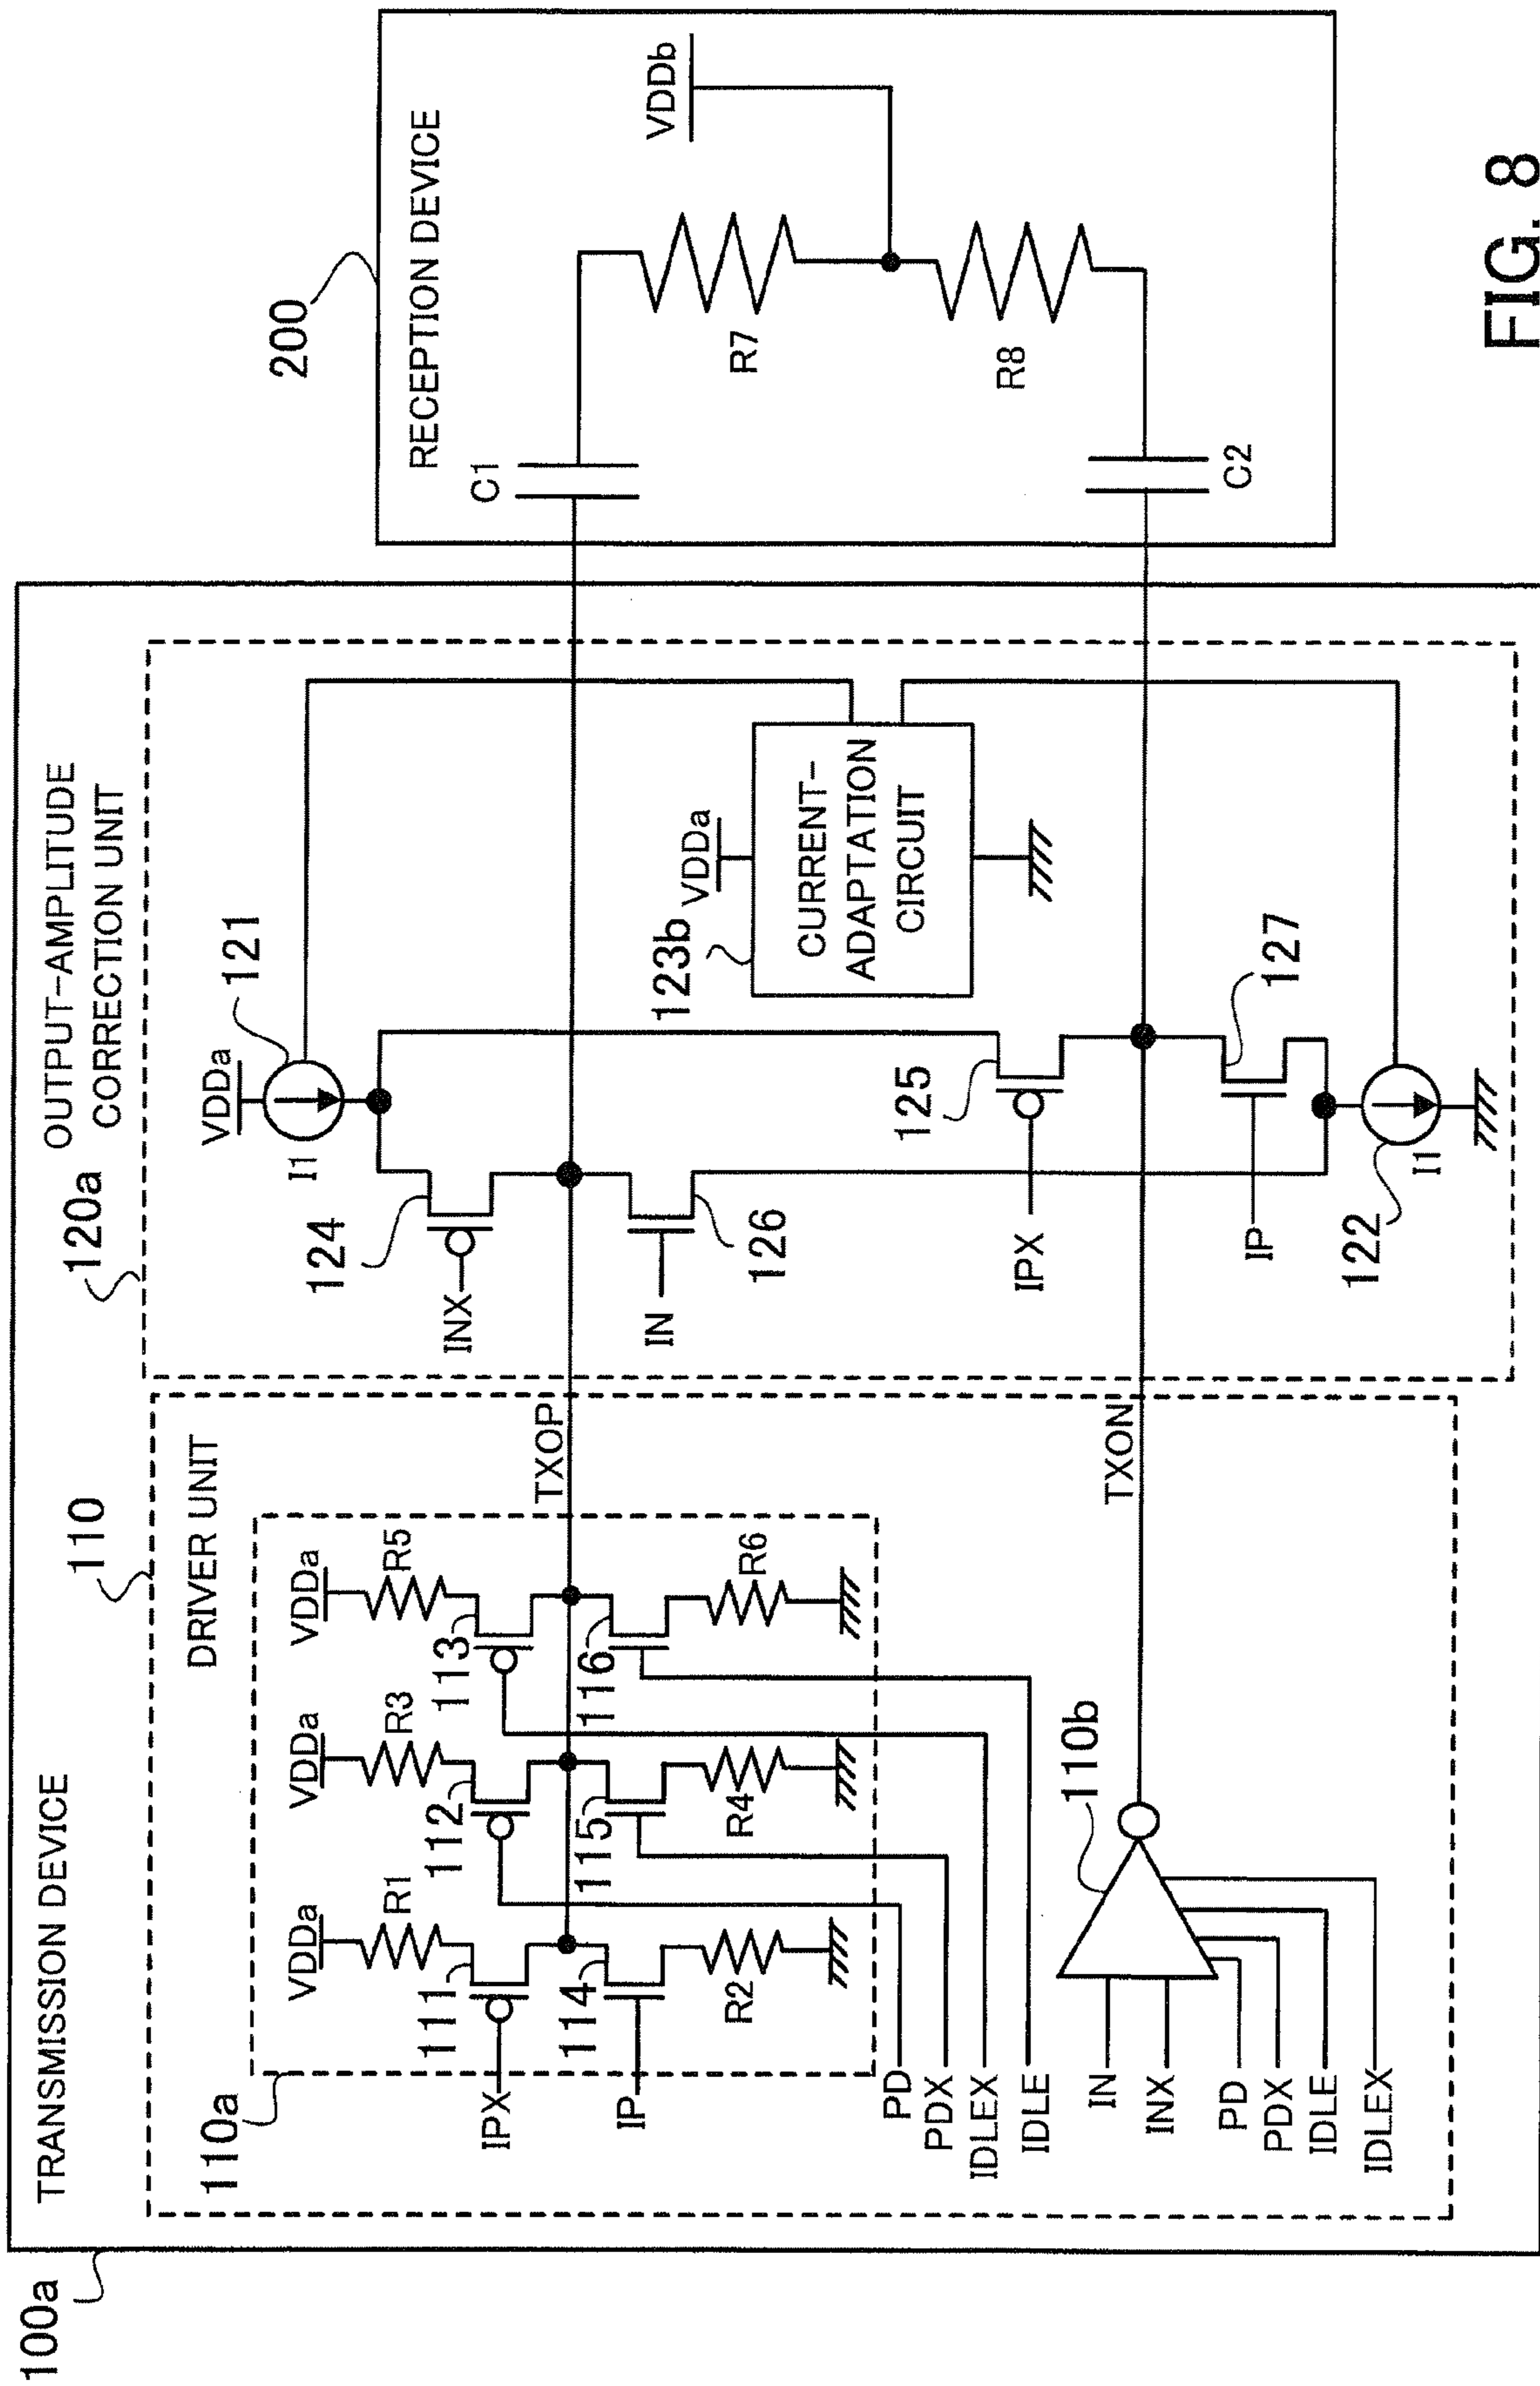 100a
TRANSMISSION DEVICE
110
DRIVER UNIT
110a
VDDa
R1
111
IPX
114
IP
R2
VDDa
R3
112
115
R4
VDDa
R5
113
116
R6
TXOP
PD
PDX
IDLEX
IDLE
110b
IN
INX
PD
PDX
IDLE
IDLEX
TXON
120a
OUTPUT-AMPLITUDE
CORRECTION UNIT
VDDa
121
I1
124
INX
IN
126
125
IPX
127
IP
122
I1
123b
VDDa
CURRENT-
ADAPTATION
CIRCUIT
200
RECEPTION DEVICE
C1
R7
VDDb
R8
C2
FIG. 8